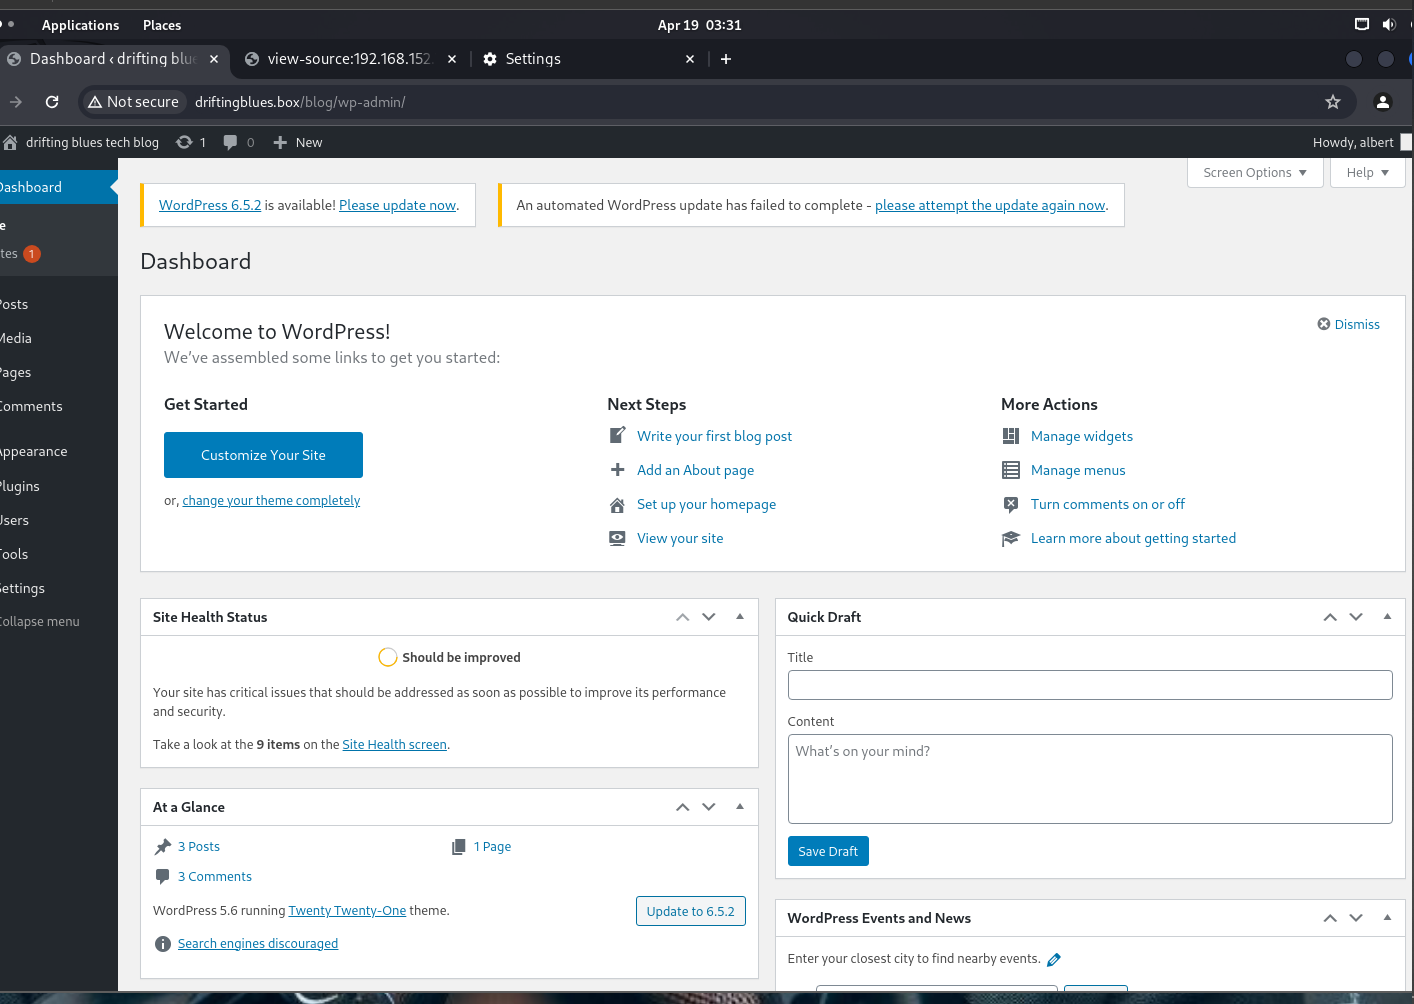 Applications Places Apr 19 03:31
Dashboard ‹ drifting blue view-source:192.168.152 Settings
Not secure driftingblues.box/blog/wp-admin/
drifting blues tech blog 1 0 New Howdy, albert
Screen Options Help
Dashboard
WordPress 6.5.2 is available! Please update now.
An automated WordPress update has failed to complete - please attempt the update again now.
e
tes 1
Posts
Media
Pages
Comments
Appearance
Plugins
Users
Tools
Settings
Collapse menu
Dashboard
Welcome to WordPress!
We've assembled some links to get you started:
Dismiss
Get Started
Customize Your Site
or, change your theme completely
Next Steps
Write your first blog post
Add an About page
Set up your homepage
View your site
More Actions
Manage widgets
Manage menus
Turn comments on or off
Learn more about getting started
Site Health Status
Should be improved
Your site has critical issues that should be addressed as soon as possible to improve its performance
and security.
Take a look at the 9 items on the Site Health screen.
At a Glance
3 Posts 1 Page
3 Comments
WordPress 5.6 running Twenty Twenty-One theme.
Update to 6.5.2
Search engines discouraged
Quick Draft
Title
Content
What's on your mind?
Save Draft
WordPress Events and News
Enter your closest city to find nearby events.